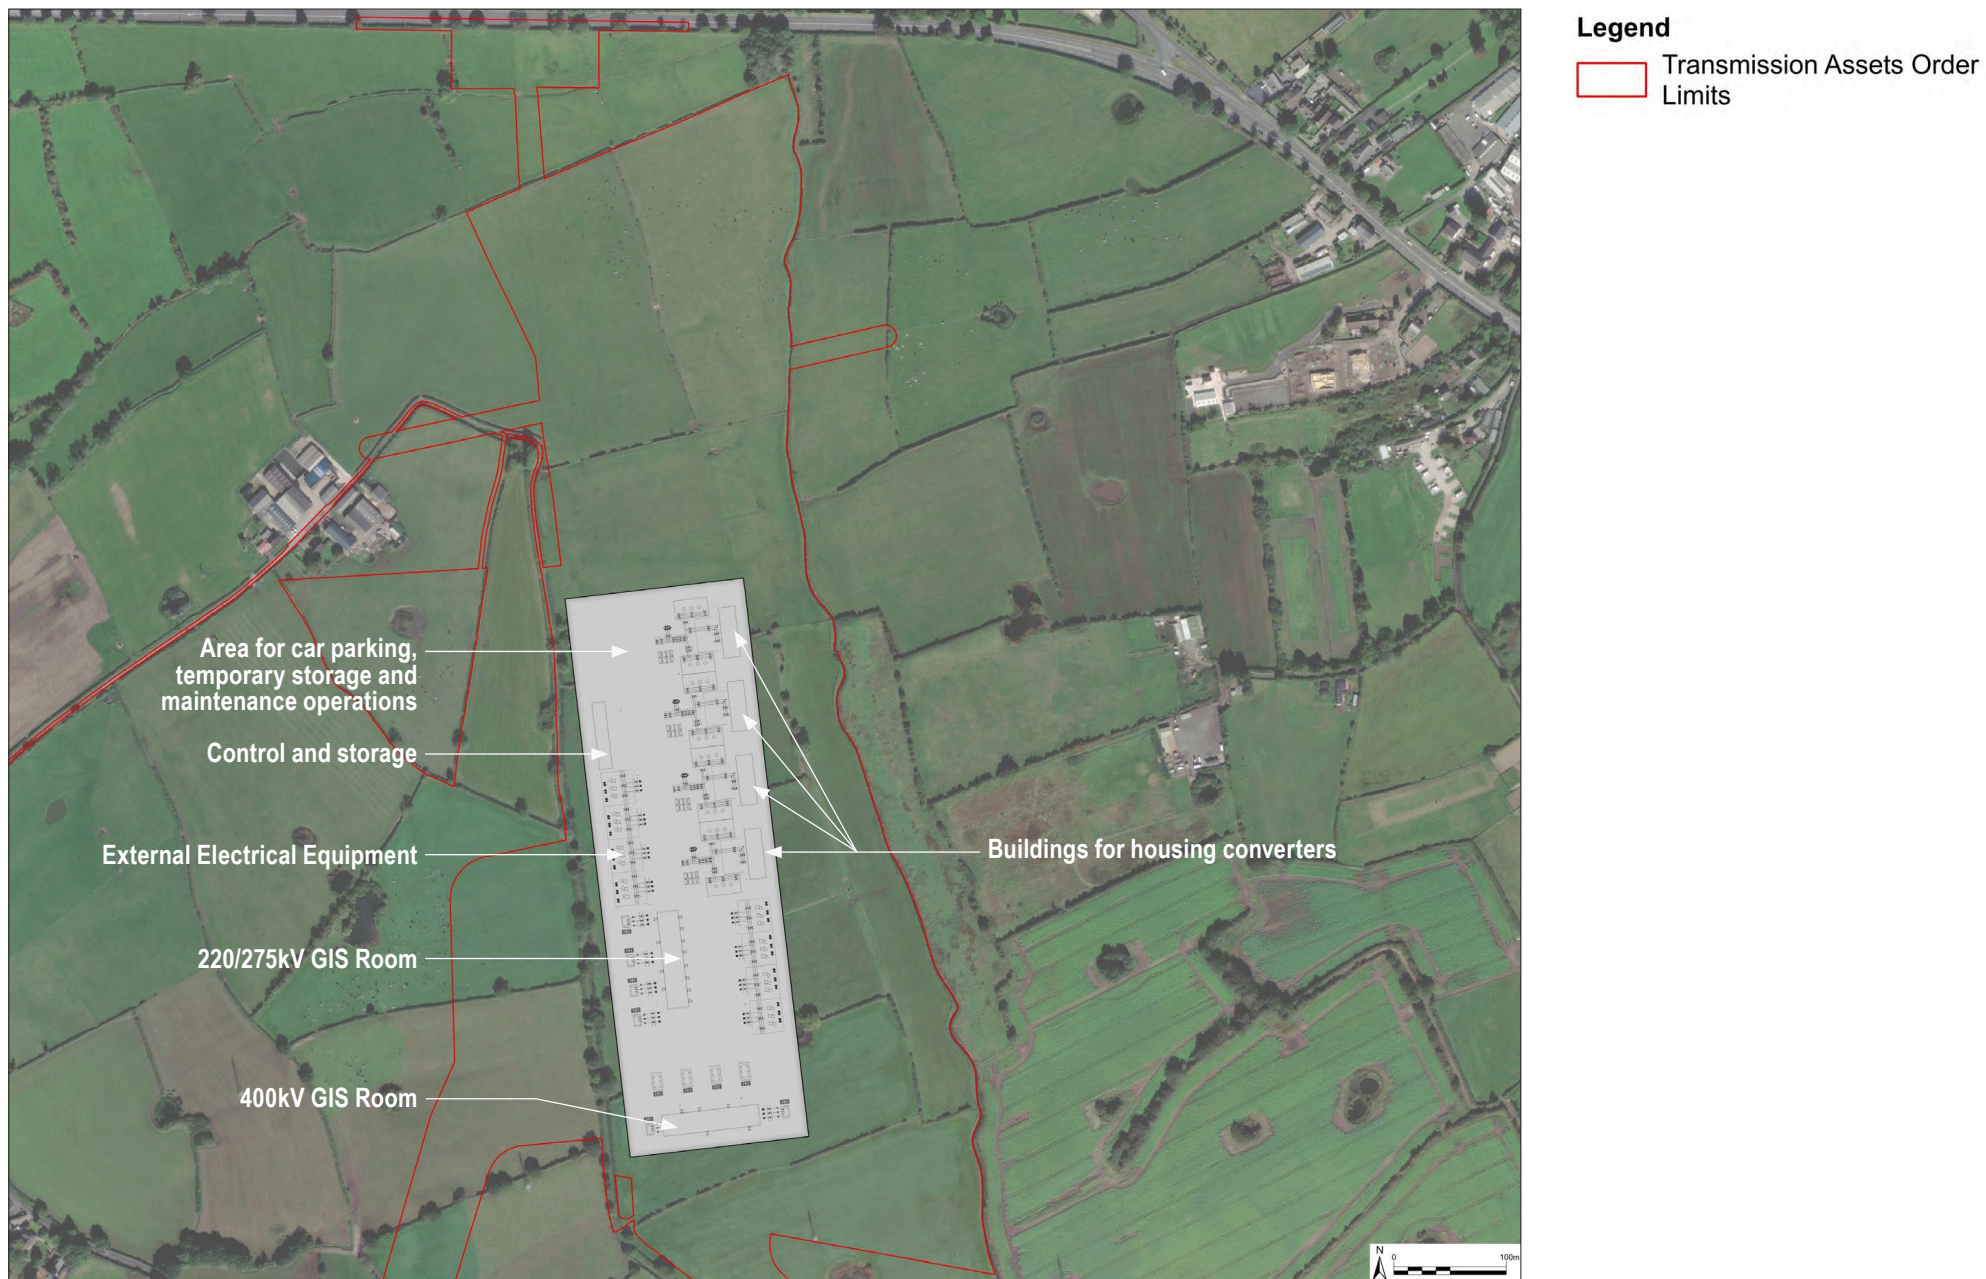 Legend
Transmission Assets Order
Limits
Area for car parking,
temporary storage and
maintenance operations
Control and storage
External Electrical Equipment
Buildings for housing converters
220/275kV GIS Room
400kV GIS Room
N
0 100m